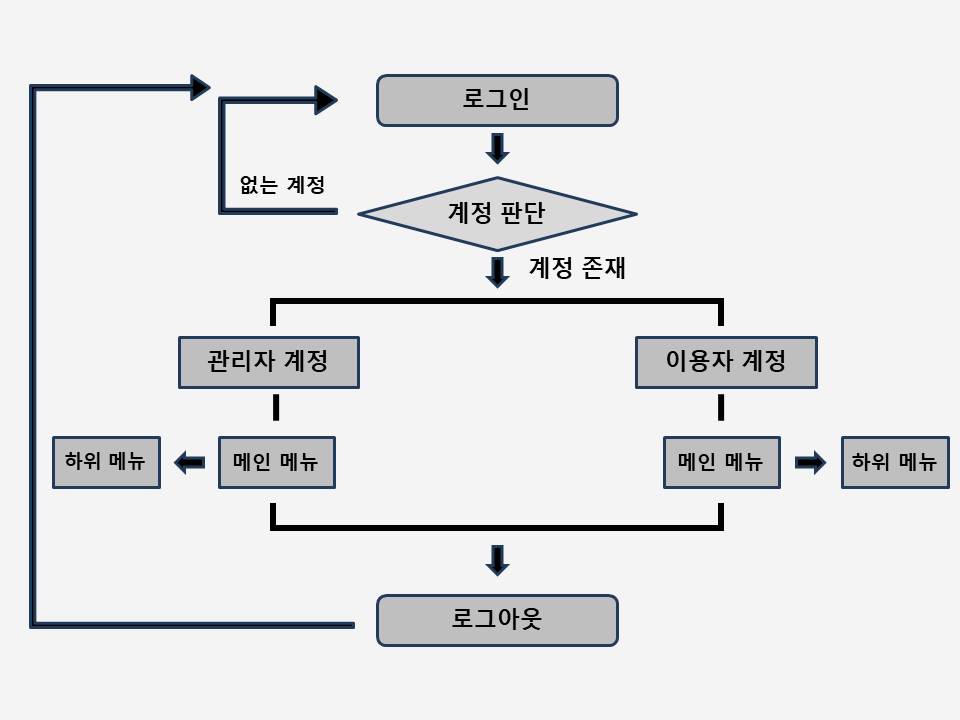 로그인
없는 계정
계정 판단
계정 존재
관리자 계정
이용자 계정
하위 메뉴
메인 메뉴
메인 메뉴
하위 메뉴
로그아웃